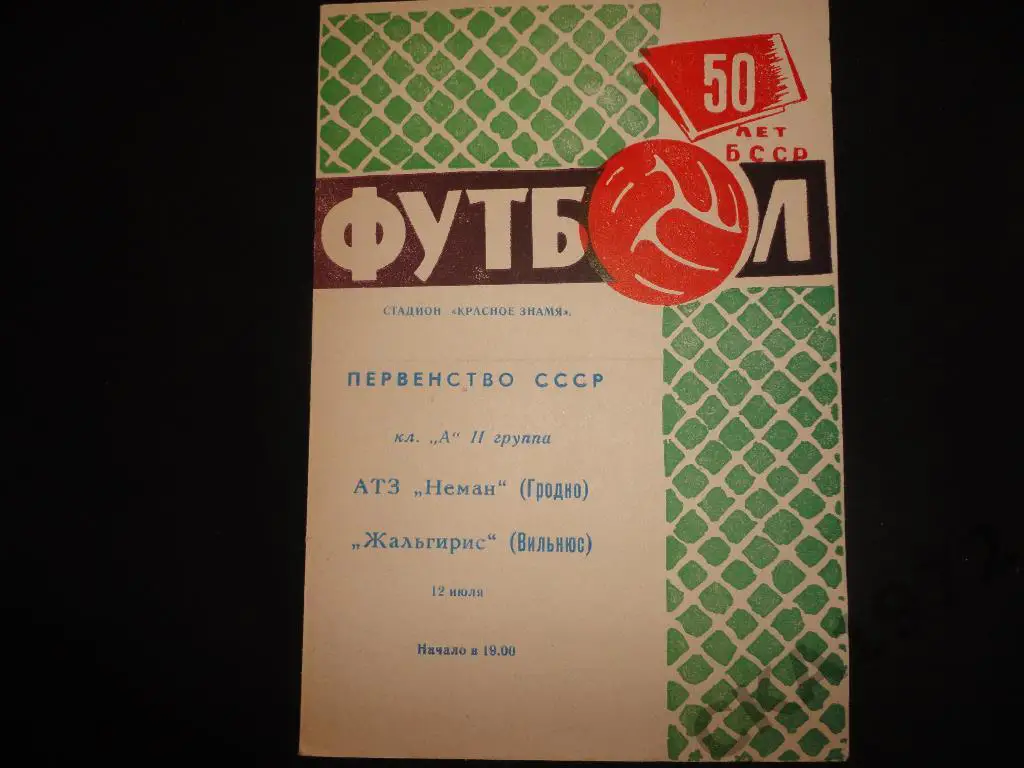 50
ЛЕТ
БССР
ФУТБОЛ
СТАДИОН «КРАСНОЕ ЗНАМЯ».
ПЕРВЕНСТВО СССР
кл. „А“ II группа
АТЗ „Неман“ (Гродно)
„Жальгирис“ (Вильнюс)
12 июля
Начало в 19.00